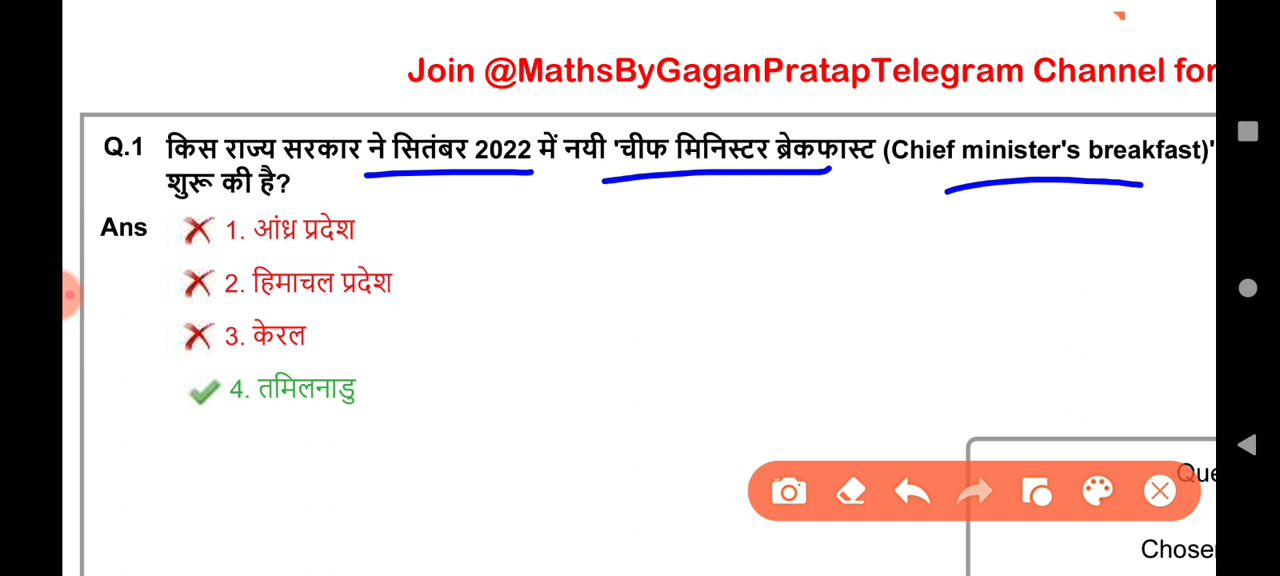 Join @MathsByGaganPratapTelegram Channel for
Q.1 किस राज्य सरकार ने सितंबर 2022 में नयी 'चीफ मिनिस्टर ब्रेकफास्ट (Chief minister's breakfast)'
शुरू की है?
Ans 1. आंध्र प्रदेश
2. हिमाचल प्रदेश
3. केरल
4. तमिलनाडु
Que
Chose